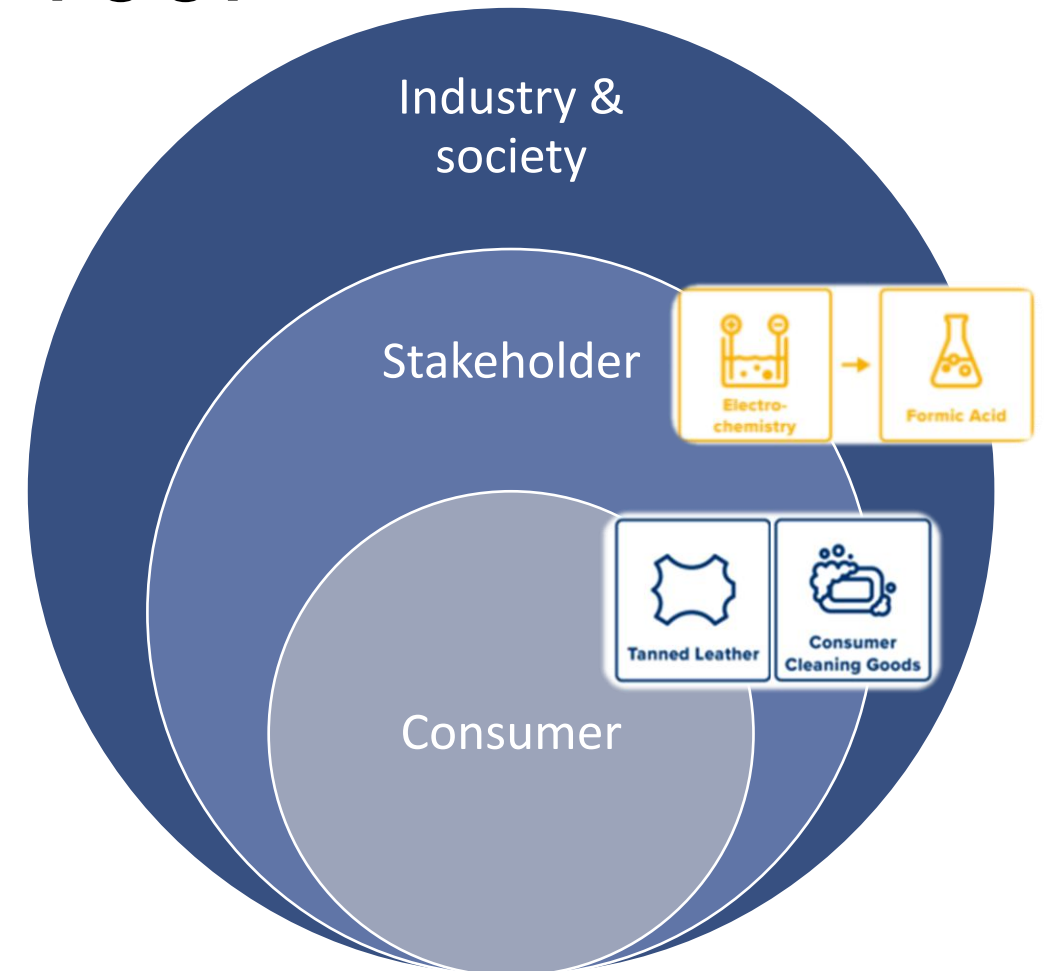 Industry &
society
Stakeholder
Electro-
chemistry
Formic Acid
Tanned Leather
Consumer
Cleaning Goods
Consumer